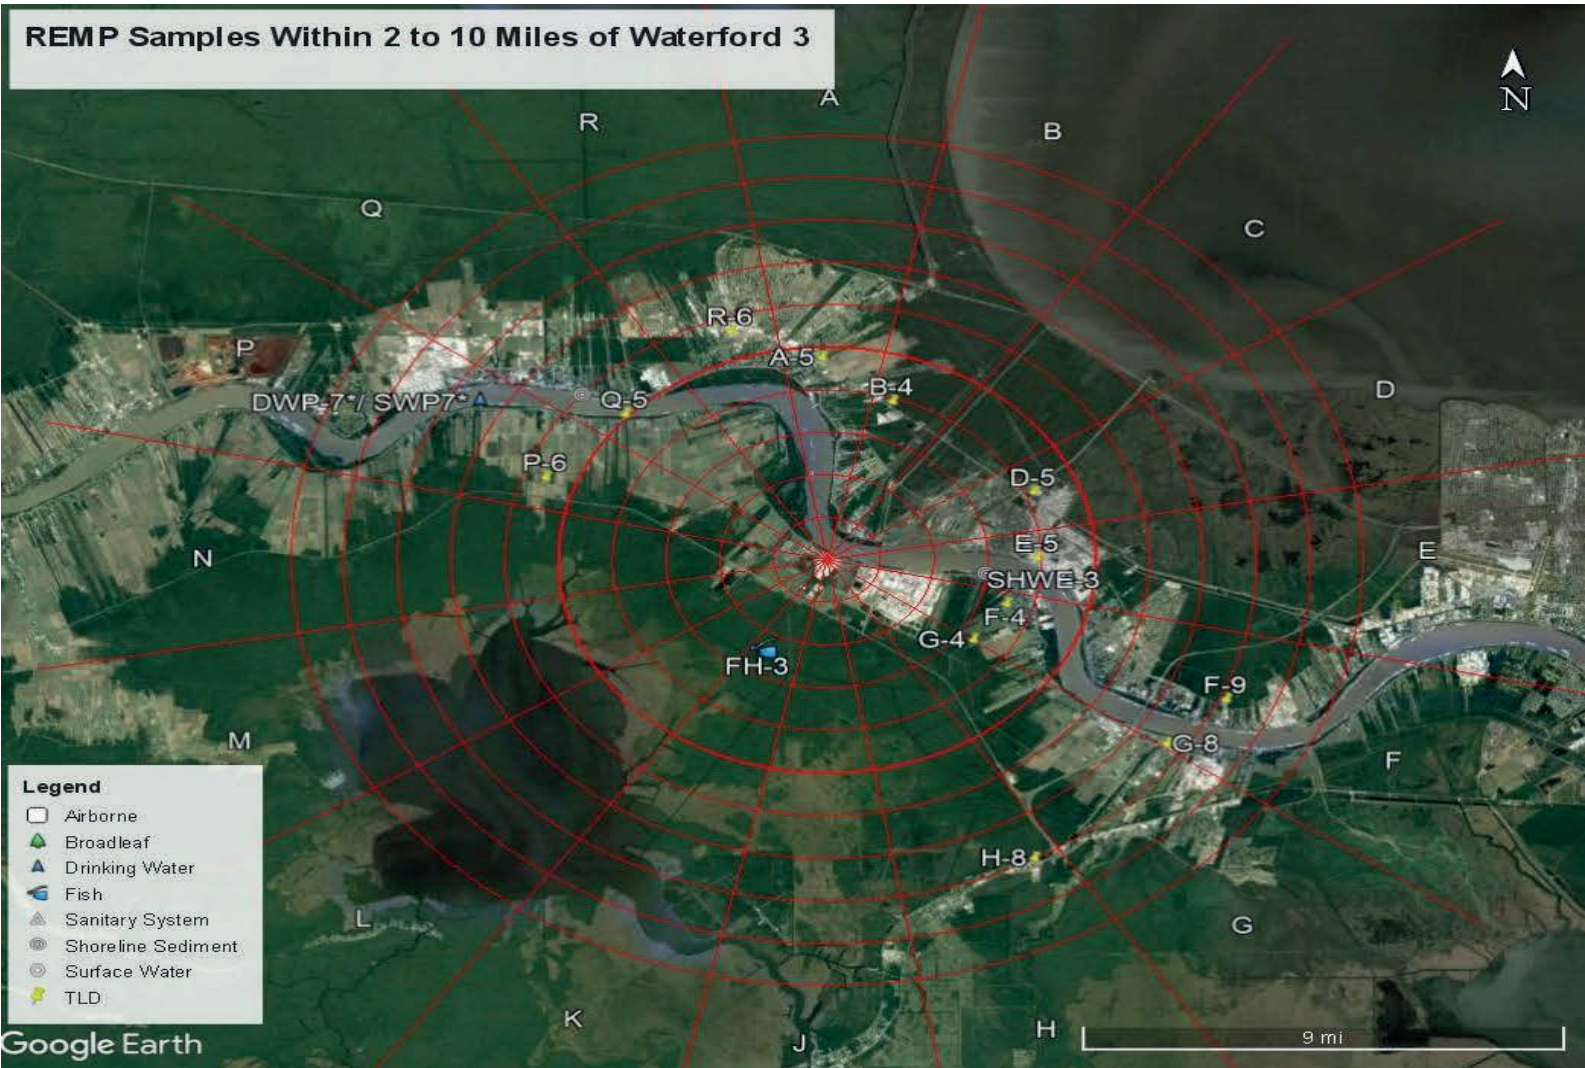 REMP Samples Within 2 to 10 Miles of Waterford 3
N
A
R
B
Q
C
R-6
P
A-5
D
B-4
DWP-7*/ SWP7*
Q-5
P-6
D-5
E-5
E
N
SHWE-3
F-4
G-4
FH-3
F-9
M
G-8
F
Legend
Airborne
Broadleaf
Drinking Water
Fish
Sanitary System
Shoreline Sediment
Surface Water
TLD
H-8
L
G
K
J
H
9 mi
Google Earth